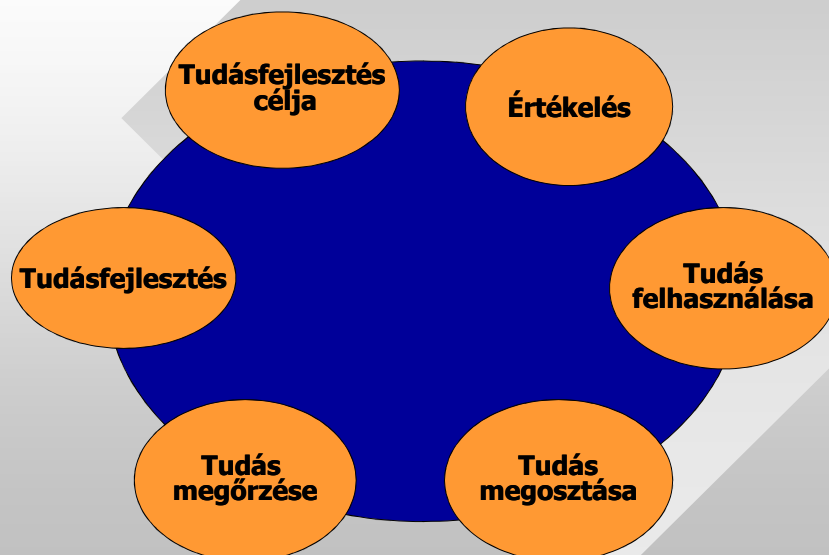 Tudásfejlesztés
célja
Értékelés
Tudásfejlesztés
Tudás
felhasználása
Tudás
megőrzése
Tudás
megosztása